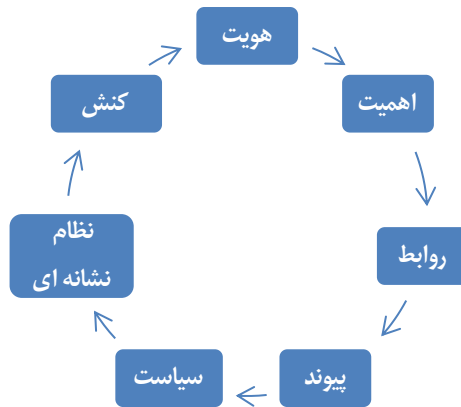 هویت
اهمیت
روابط
پیوند
سیاست
نظام
نشانه ای
کنش